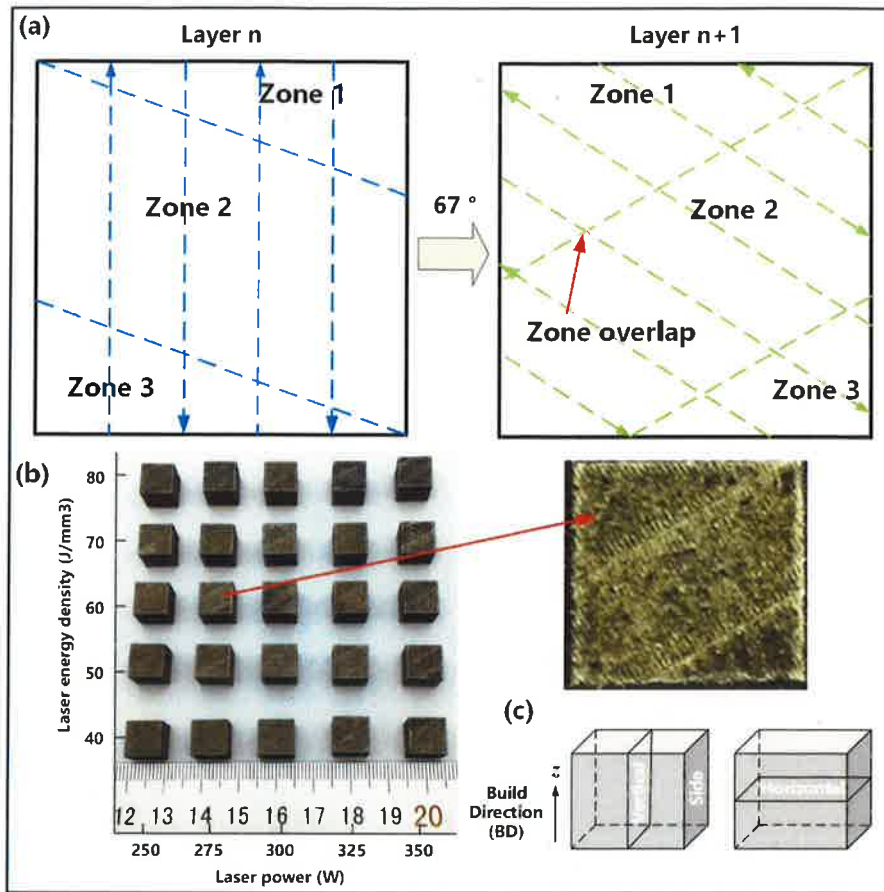 (a)
Layer n
Layer n+1
Zone 1
Zone 2
Zone 3
67 °
Zone 1
Zone 2
Zone overlap
Zone 3
(b)
Laser energy density (J/mm3)
80
70
60
50
40
12 13 14 15 16 17 18 19 20
250 275 300 325 350
Laser power (W)
(c)
z
Build
Direction
(BD)
Vertical
Side
Horizontal